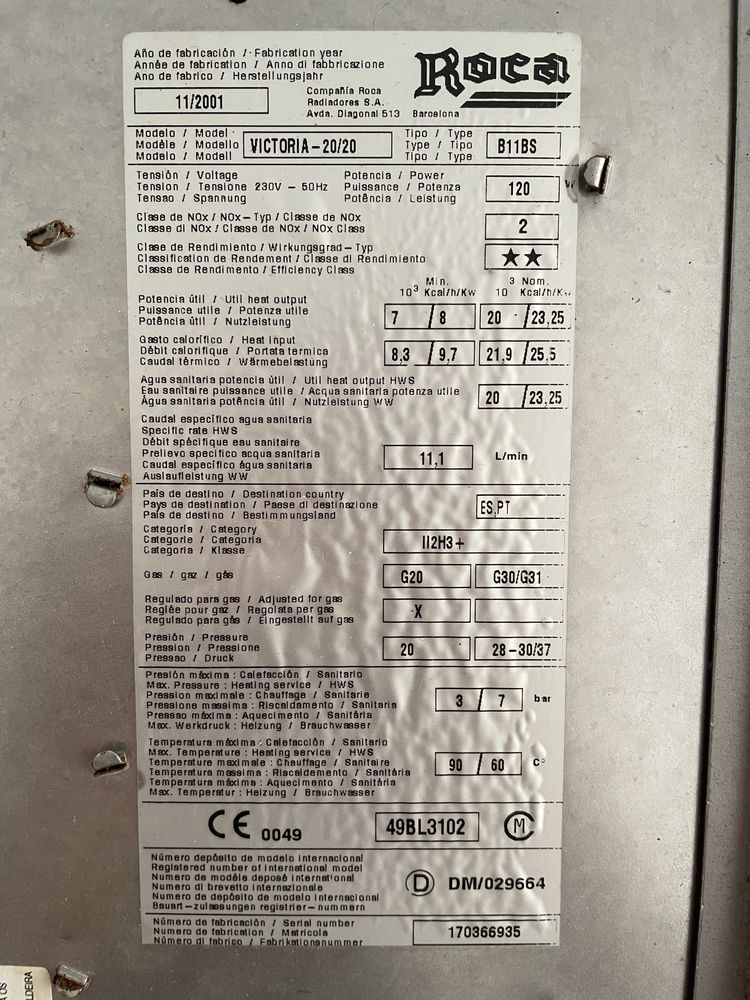 Año de fabricación / Fabrication year
Année de fabrication / Anno di fabbricazione
Ano de fabrico / Herstellungsjahr
11/2001
Compañía Roca
Radiadores S.A.
Avda. Diagonal 513 Barcelona
Roca
Modelo / Model
Modèle / Modello
Modelo / Modell
VICTORIA-20/20
Tipo / Type
Type / Tipo
Tipo / Type
B11BS
Tensión / Voltage
Tension / Tensione 230V – 50Hz
Tensao / Spannung
Potencia / Power
Puissance / Potenza
Potência / Leistung
120 W
Clase de NOx / NOx–Typ / Classe de NOx
Classe di NOx / Classe de NOx / NOx Class
2
Clase de Rendimiento / Wirkungsgrad–Typ
Classification de Rendement / Classe di Rendimiento
Classe de Rendimento / Efficiency Class
★★
Min. 3 Nom.
10³ Kcal/h/Kw 10 Kcal/h/Kw
Potencia útil / Util heat output
Puissance utile / Potenza utile
Potência útil / Nutzleistung
7 / 8 20 / 23,25
Gasto calorífico / Heat input
Débit calorifique / Portata termica
Caudal térmico / Wärmebelastung
8,3 / 9,7 21,9 / 25,5
Agua sanitaria potencia útil / Util heat output HWS
Eau sanitaire puissance utile / Acqua sanitaria potenza utile
Água sanitaria potência útil / Nutzleistung WW
20 / 23,25
Caudal específico agua sanitaria
Specific rate HWS
Débit spécifique eau sanitaire
Prelievo specifico acqua sanitaria
Caudal específico água sanitaria
Auslaufleistung WW
11,1 L/min
País de destino / Destination country
Pays de destination / Paese di destinazione
País de destino / Bestimmungsland
ES,PT
Categoría / Category
Categorie / Categoria
Categoria / Klasse
II2H3+
Gas / gaz / gás
G20 G30/G31
Regulado para gas / Adjusted for gas
Reglée pour gaz / Regolata per gas
Regulado para gás / Eingestellt auf gas
X
Presión / Pressure
Pression / Pressione
Pressao / Druck
20 28-30/37
Presión máxima : Calefacción / Sanitario
Max. Pressure : Heating service / HWS
Pression maximale : Chauffage / Sanitarie
Pressione massima : Riscaldamento / Sanitaria
Pressao máxima : Aquecimento / Sanitária
Max. Werkdruck : Heizung / Brauchwasser
3 / 7 bar
Temperatura máxima : Calefacción / Sanitario
Max. Temperature : Heating service / HWS
Temperature maximale : Chauffage / Sanitaire
Temperatura massima : Riscaldemento / Sanitária
Temperatura máxima : Aquecimento / Sanitária
Max. Temperatur : Heizung / Brauchwasser
90 / 60 C°
CE 0049
49BL3102
CM
Número depósito de modelo internacional
Registered number of international model
Número de modèle deposé international
Número di brevetto Internazionale
Número de depósito de modelo internacional
Bauart–zulassungen registrier–nummern
D DM/029664
Número de fabricación / Serial number
Número de fabrication / Matricola
Número di fabrico / Fabrikationsnummer
170366935
LDEIRA